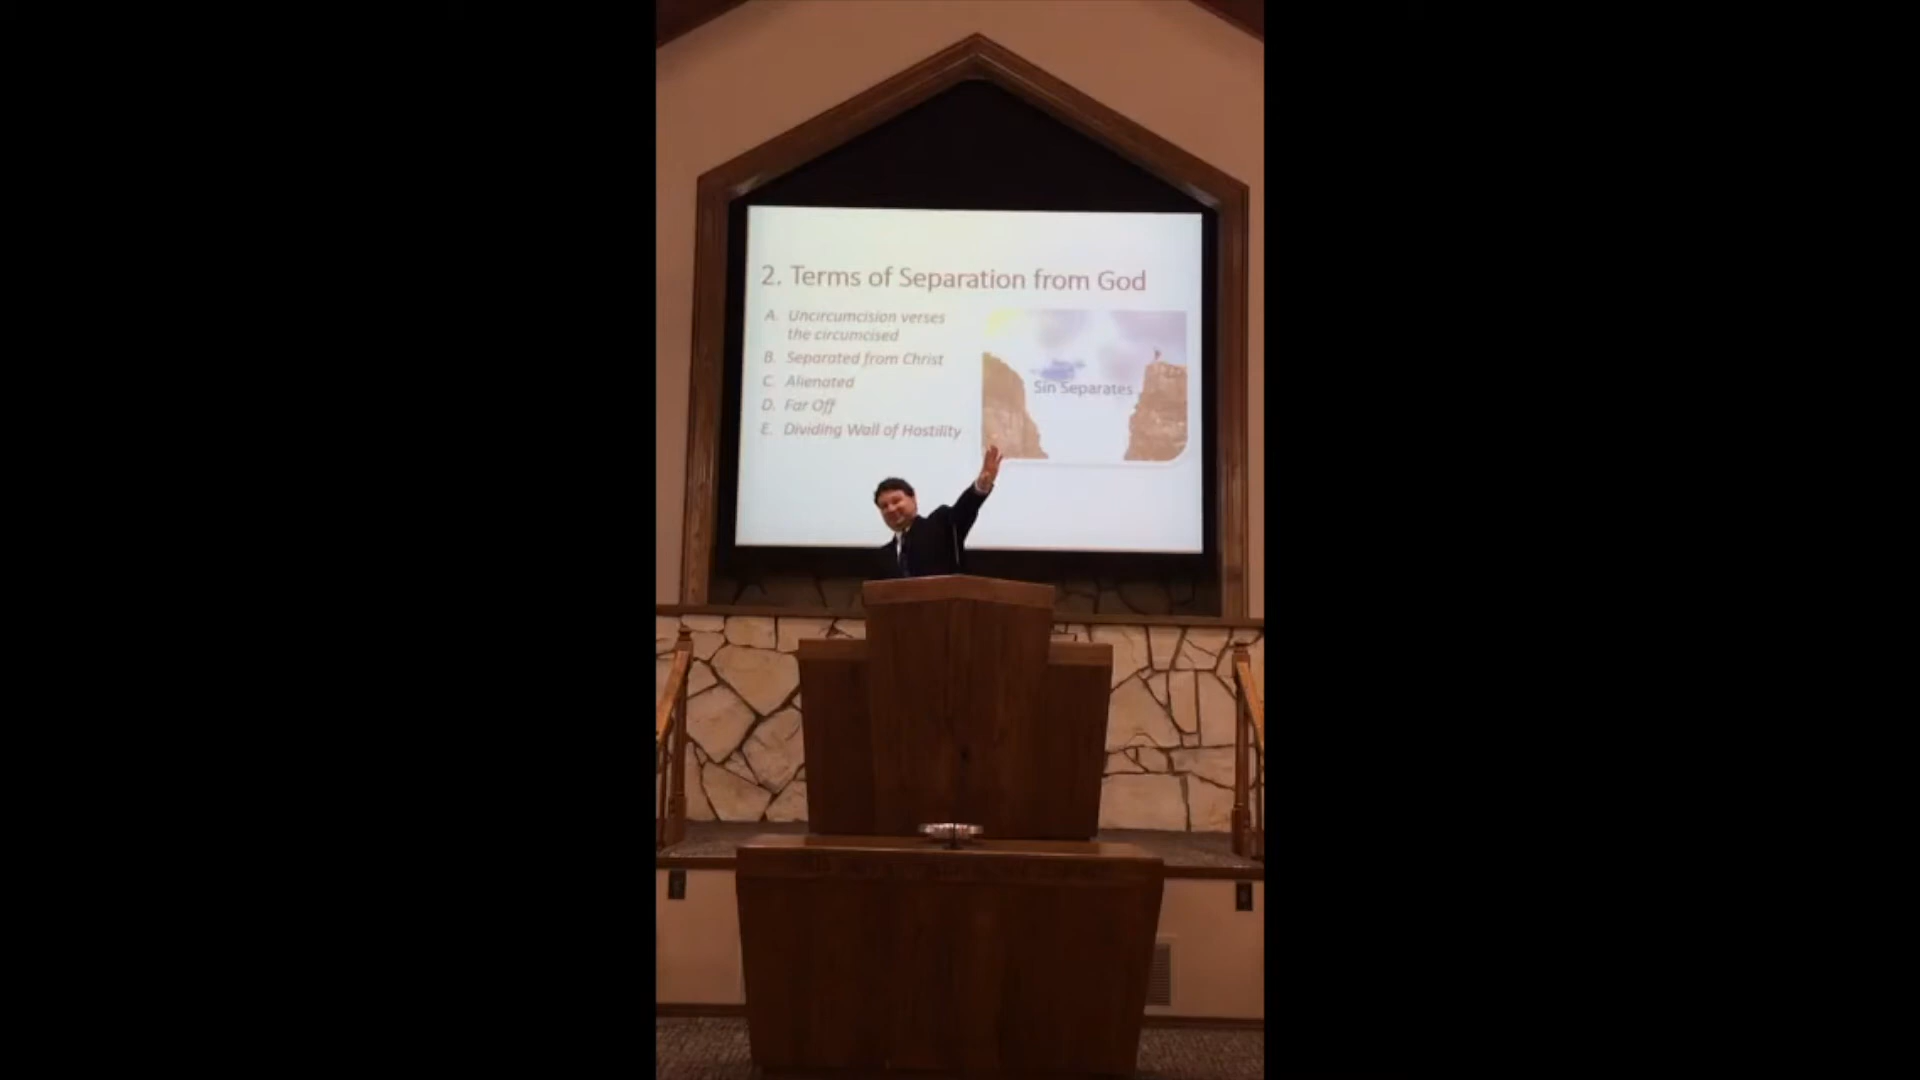 2. Terms of Separation from God
A. Uncircumcision verses
the circumcised
B. Separated from Christ
C. Alienated
D. Far Off
E. Dividing Wall of Hostility
Sin Separates